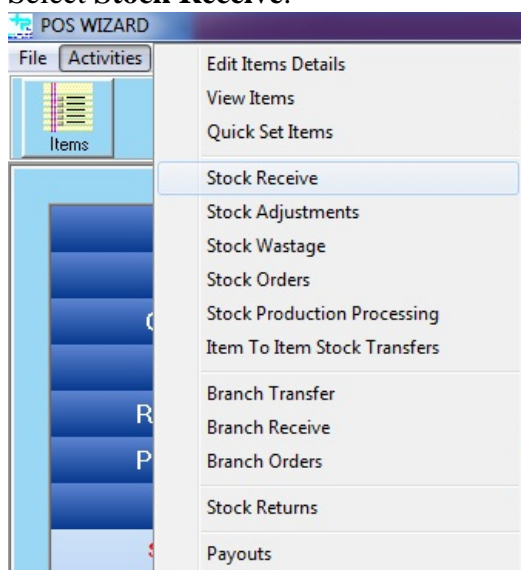 Select Stock Receive.
POS WIZARD
File Activities
Items
Edit Items Details
View Items
Quick Set Items
Stock Receive
Stock Adjustments
Stock Wastage
Stock Orders
Stock Production Processing
Item To Item Stock Transfers
Branch Transfer
Branch Receive
Branch Orders
Stock Returns
Payouts